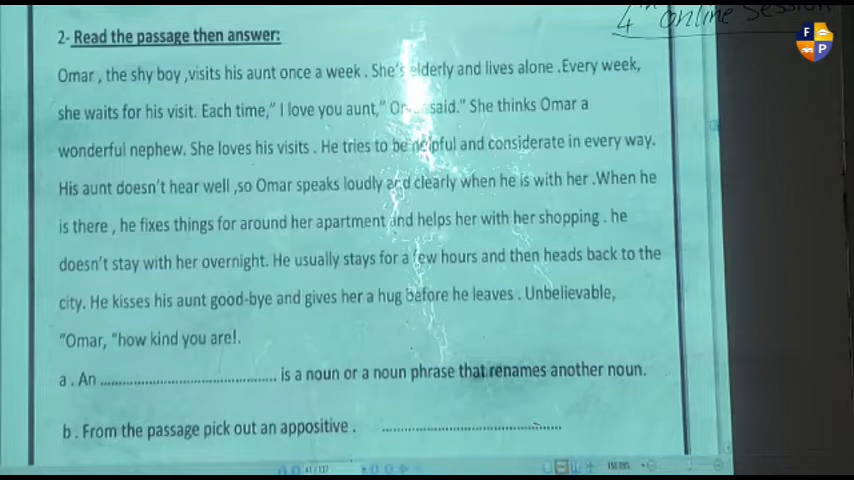 4th online session
F
P
2- Read the passage then answer:
Omar , the shy boy ,visits his aunt once a week . She's elderly and lives alone .Every week,
she waits for his visit. Each time," I love you aunt," Omar said." She thinks Omar a
wonderful nephew. She loves his visits . He tries to be helpful and considerate in every way.
His aunt doesn't hear well ,so Omar speaks loudly and clearly when he is with her .When he
is there , he fixes things for around her apartment and helps her with her shopping . he
doesn't stay with her overnight. He usually stays for a few hours and then heads back to the
city. He kisses his aunt good-bye and gives her a hug before he leaves . Unbelievable,
"Omar, "how kind you are!.
a . An ............................................. is a noun or a noun phrase that renames another noun.
b . From the passage pick out an appositive . .............................................